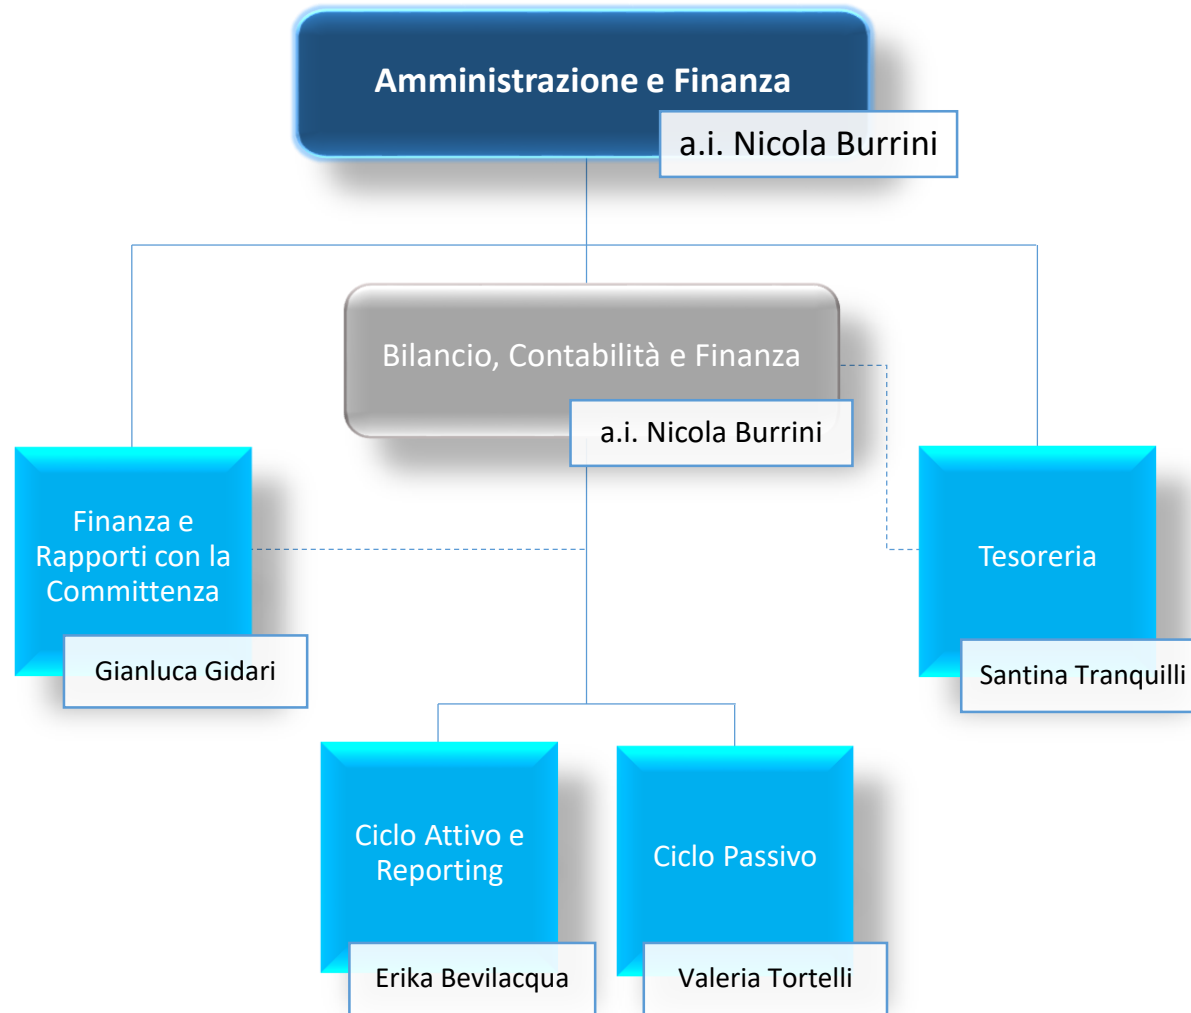 Amministrazione e Finanza
a.i. Nicola Burrini
Bilancio, Contabilità e Finanza
a.i. Nicola Burrini
Finanza e
Rapporti con la
Committenza
Gianluca Gidari
Tesoreria
Santina Tranquilli
Ciclo Attivo e
Reporting
Erika Bevilacqua
Ciclo Passivo
Valeria Tortelli